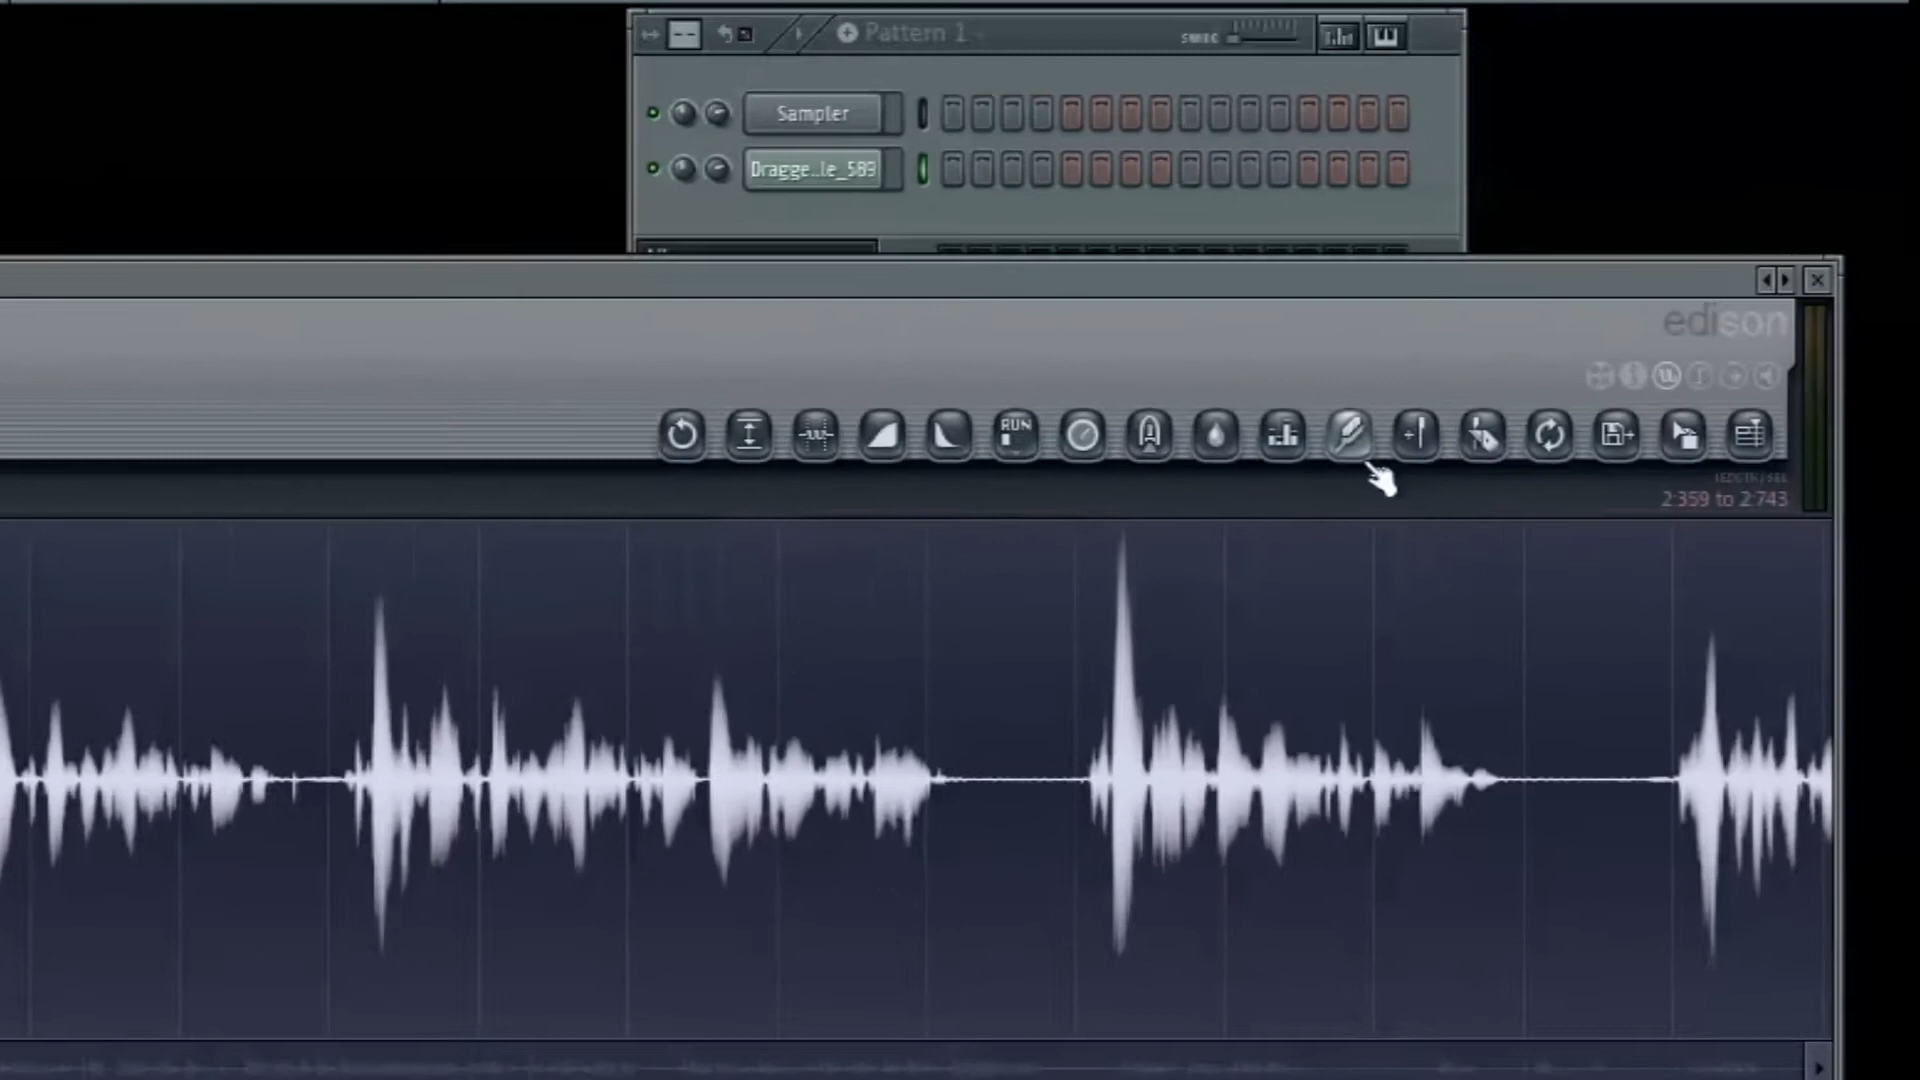 Pattern 1
SWING
Sampler
Dragge..le_589
edison
RUN
2:359 to 2:743